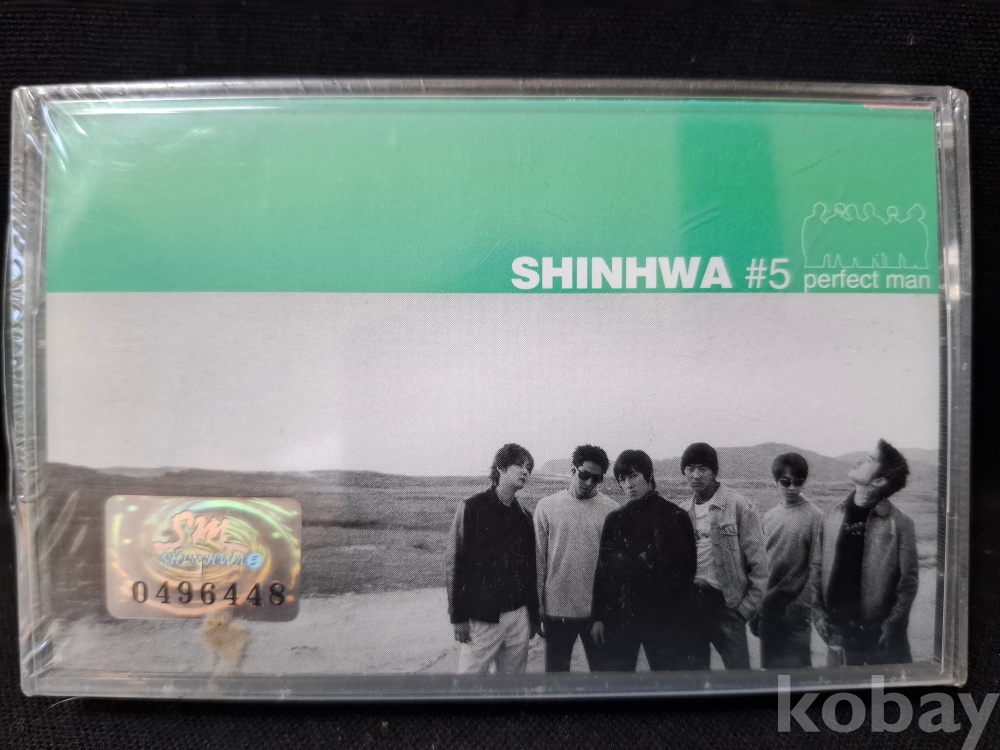 SHINHWA #5
perfect man
SM
SHINHWA 5
0496448
kobay